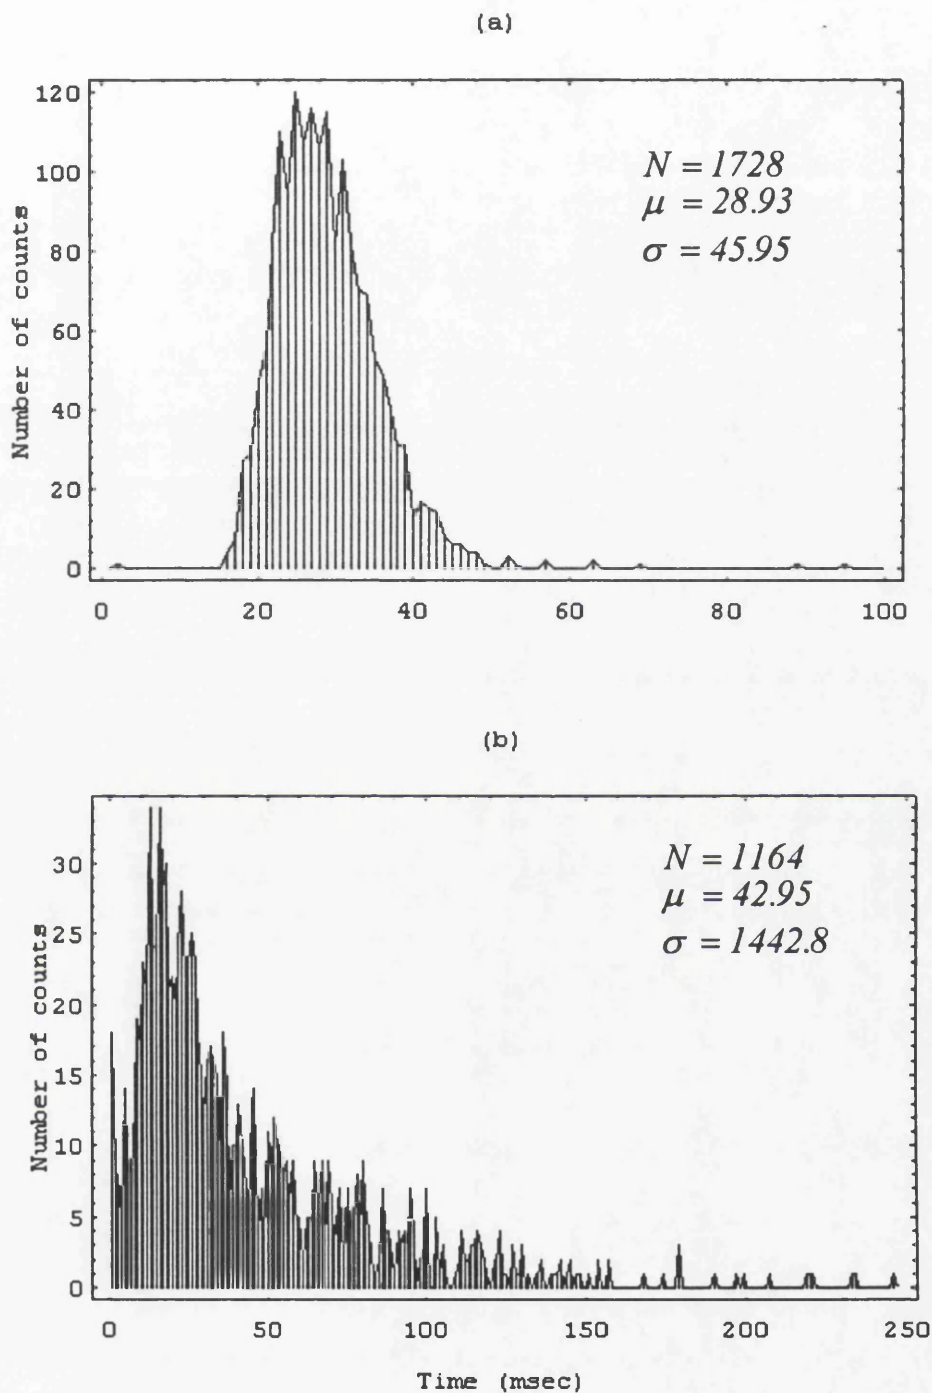 (a)
Number of counts
120
100
80
60
40
20
0
N = 1728
μ = 28.93
σ = 45.95
0 20 40 60 80 100
(b)
Number of counts
30
25
20
15
10
5
0
N = 1164
μ = 42.95
σ = 1442.8
0 50 100 150 200 250
Time (msec)